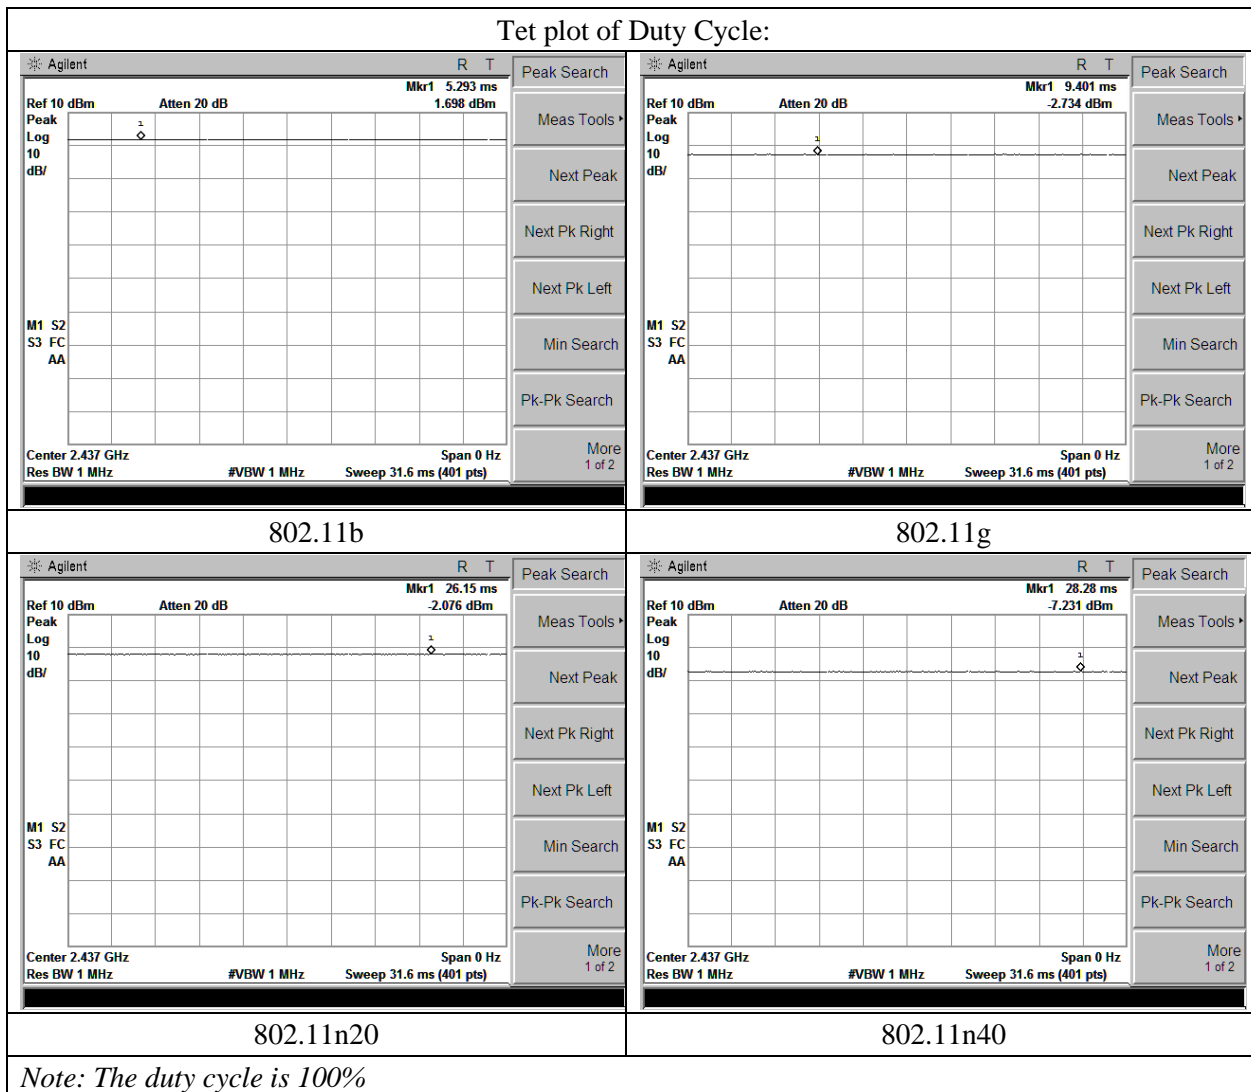 Tet plot of Duty Cycle:
Agilent R T
Mkr1 5.293 ms
Ref 10 dBm Atten 20 dB 1.698 dBm
Peak
Log
10
dB/
1
M1 S2
S3 FC
AA
Center 2.437 GHz Span 0 Hz
Res BW 1 MHz #VBW 1 MHz Sweep 31.6 ms (401 pts)
Peak Search
Meas Tools
Next Peak
Next Pk Right
Next Pk Left
Min Search
Pk-Pk Search
More
1 of 2
Agilent R T
Mkr1 9.401 ms
Ref 10 dBm Atten 20 dB -2.734 dBm
Peak
Log
10
dB/
1
M1 S2
S3 FC
AA
Center 2.437 GHz Span 0 Hz
Res BW 1 MHz #VBW 1 MHz Sweep 31.6 ms (401 pts)
Peak Search
Meas Tools
Next Peak
Next Pk Right
Next Pk Left
Min Search
Pk-Pk Search
More
1 of 2
802.11b
802.11g
Agilent R T
Mkr1 26.15 ms
Ref 10 dBm Atten 20 dB -2.076 dBm
Peak
Log
10
dB/
1
M1 S2
S3 FC
AA
Center 2.437 GHz Span 0 Hz
Res BW 1 MHz #VBW 1 MHz Sweep 31.6 ms (401 pts)
Peak Search
Meas Tools
Next Peak
Next Pk Right
Next Pk Left
Min Search
Pk-Pk Search
More
1 of 2
Agilent R T
Mkr1 28.28 ms
Ref 10 dBm Atten 20 dB -7.231 dBm
Peak
Log
10
dB/
1
M1 S2
S3 FC
AA
Center 2.437 GHz Span 0 Hz
Res BW 1 MHz #VBW 1 MHz Sweep 31.6 ms (401 pts)
Peak Search
Meas Tools
Next Peak
Next Pk Right
Next Pk Left
Min Search
Pk-Pk Search
More
1 of 2
802.11n20
802.11n40
Note: The duty cycle is 100%